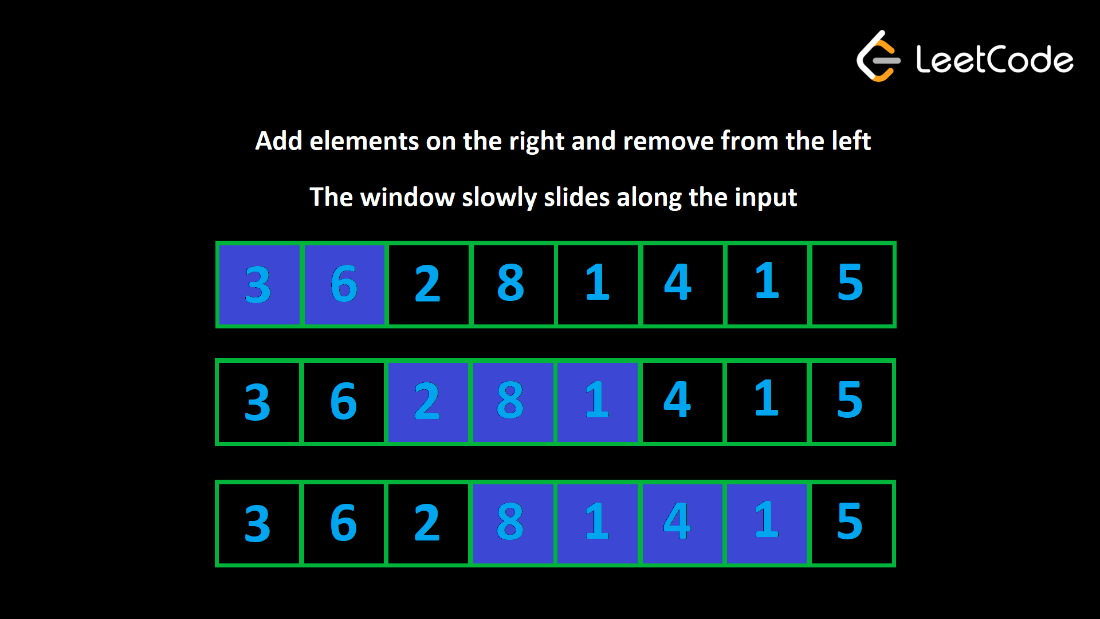 LeetCode
Add elements on the right and remove from the left
The window slowly slides along the input
3 6 2 8 1 4 1 5
3 6 2 8 1 4 1 5
3 6 2 8 1 4 1 5